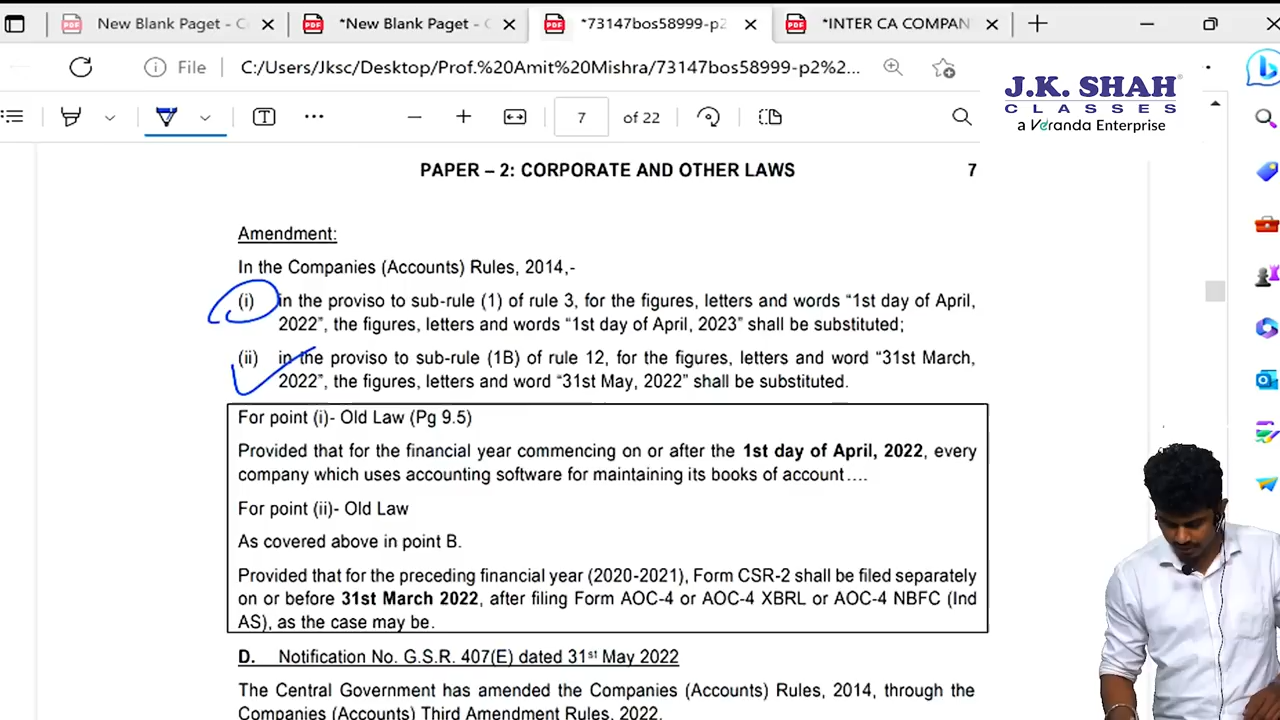 New Blank Paget - C
*New Blank Paget - C
*73147bos58999-p2
*INTER CA COMPAN
File
C:/Users/Jksc/Desktop/Prof.%20Amit%20Mishra/73147bos58999-p2%2...
7 of 22
J.K. SHAH
CLASSES
a Veranda Enterprise
PAPER – 2: CORPORATE AND OTHER LAWS 7
Amendment:
In the Companies (Accounts) Rules, 2014,-
(i) in the proviso to sub-rule (1) of rule 3, for the figures, letters and words “1st day of April,
2022”, the figures, letters and words “1st day of April, 2023” shall be substituted;
(ii) in the proviso to sub-rule (1B) of rule 12, for the figures, letters and word “31st March,
2022”, the figures, letters and word “31st May, 2022” shall be substituted.
For point (i)- Old Law (Pg 9.5)
Provided that for the financial year commencing on or after the 1st day of April, 2022, every
company which uses accounting software for maintaining its books of account….
For point (ii)- Old Law
As covered above in point B.
Provided that for the preceding financial year (2020-2021), Form CSR-2 shall be filed separately
on or before 31st March 2022, after filing Form AOC-4 or AOC-4 XBRL or AOC-4 NBFC (Ind
AS), as the case may be.
D. Notification No. G.S.R. 407(E) dated 31st May 2022
The Central Government has amended the Companies (Accounts) Rules, 2014, through the
Companies (Accounts) Third Amendment Rules, 2022.